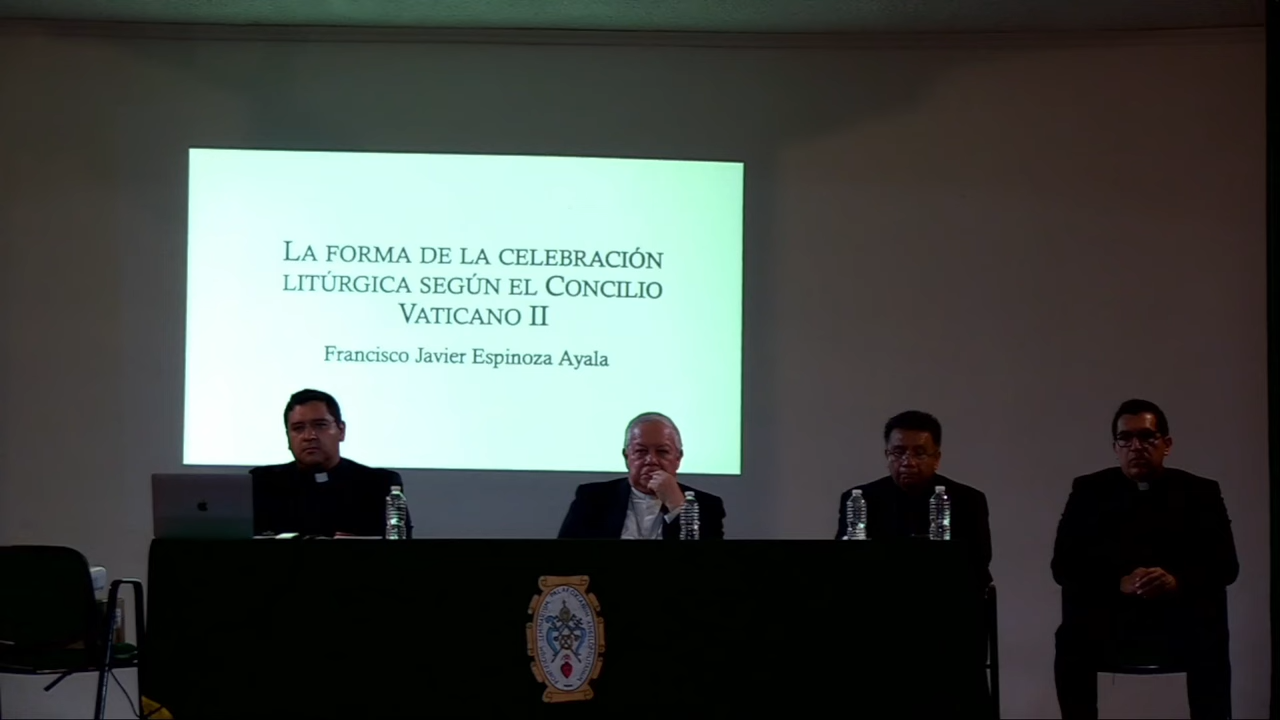 LA FORMA DE LA CELEBRACIÓN
LITÚRGICA SEGÚN EL CONCILIO
VATICANO II
Francisco Javier Espinoza Ayala